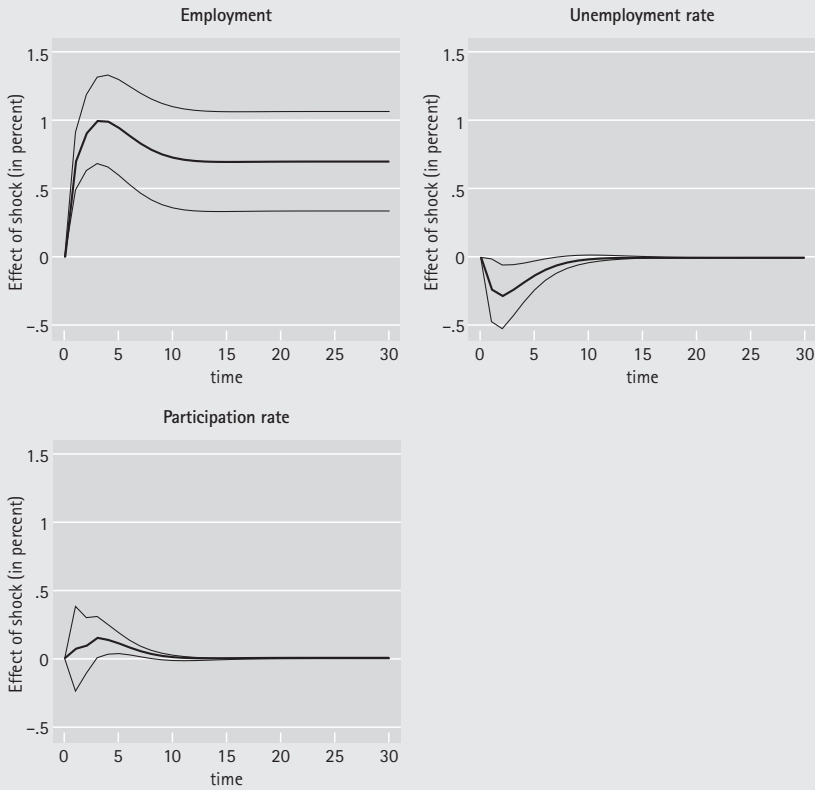 Employment
Effect of shock (in percent)
1.5
1
.5
0
–.5
0 5 10 15 20 25 30
time
Unemployment rate
Effect of shock (in percent)
1.5
1
.5
0
–.5
0 5 10 15 20 25 30
time
Participation rate
Effect of shock (in percent)
1.5
1
.5
0
–.5
0 5 10 15 20 25 30
time